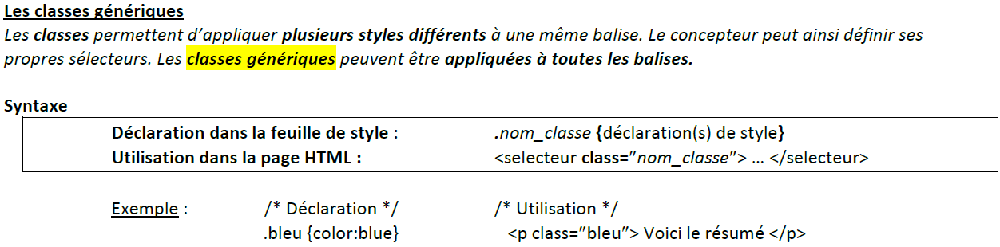 Les classes génériques
Les classes permettent d’appliquer plusieurs styles différents à une même balise. Le concepteur peut ainsi définir ses
propres sélecteurs. Les classes génériques peuvent être appliquées à toutes les balises.
Syntaxe
Déclaration dans la feuille de style : .nom_classe {déclaration(s) de style}
Utilisation dans la page HTML : <selecteur class="nom_classe"> … </selecteur>
Exemple : /* Déclaration */ /* Utilisation */
.bleu {color:blue} <p class="bleu"> Voici le résumé </p>